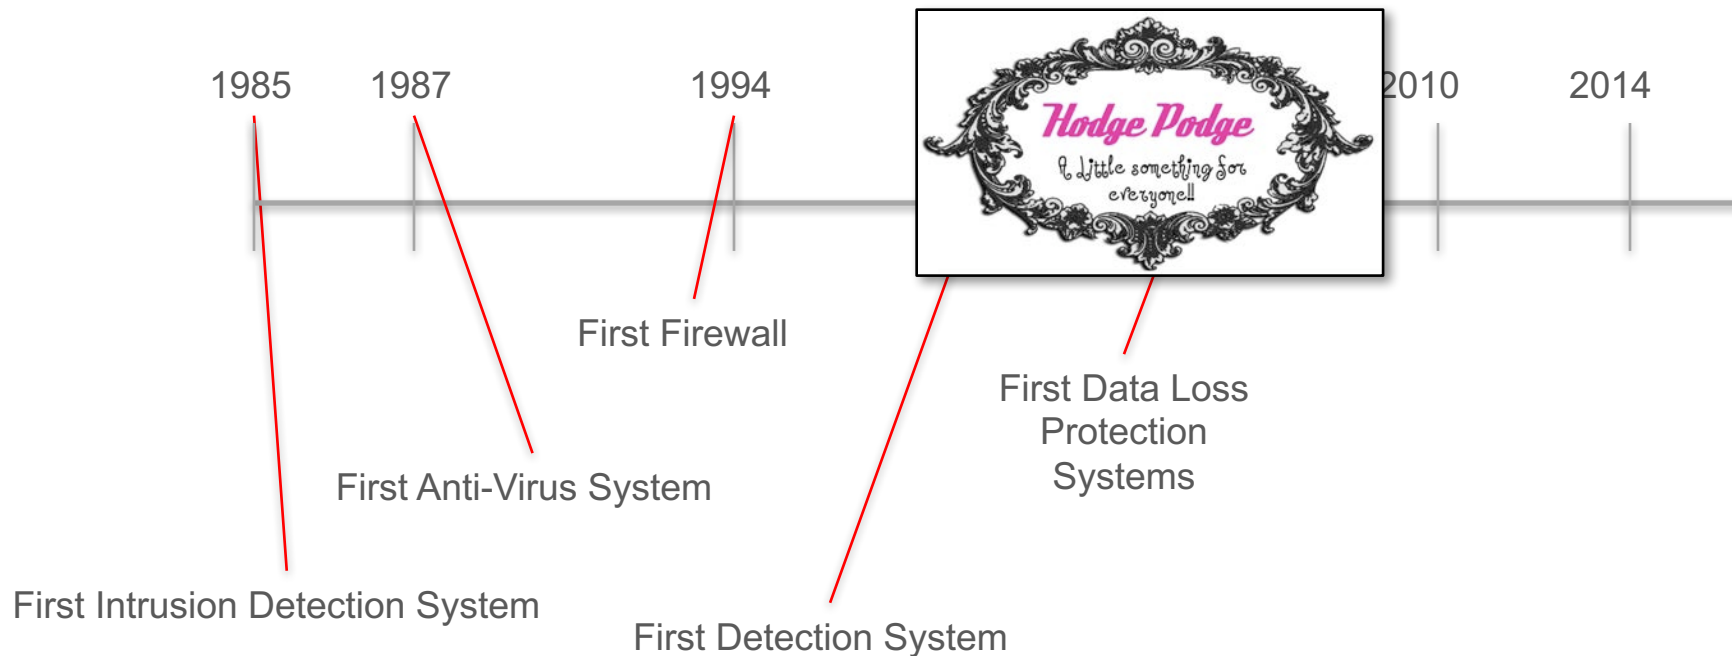 1985
1987
1994
2010
2014
Hodge Podge
A Little something for
everyone!!
First Firewall
First Data Loss
Protection
Systems
First Anti-Virus System
First Intrusion Detection System
First Detection System